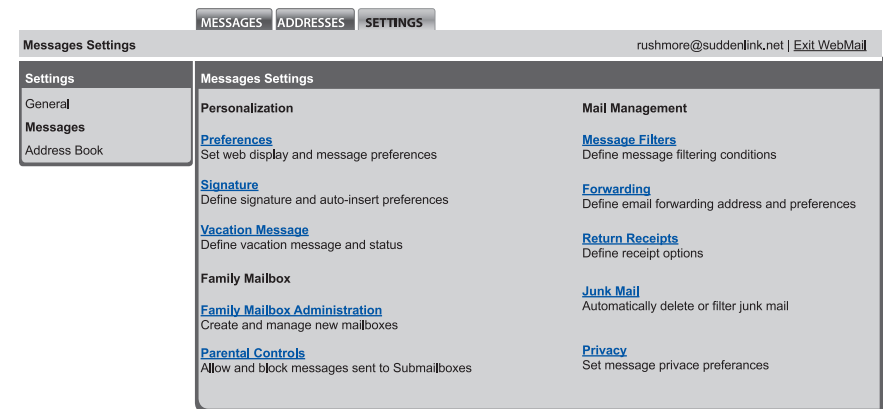 MESSAGES ADDRESSES SETTINGS
Messages Settings
rushmore@suddenlink.net | Exit WebMail
Settings
General
Messages
Address Book
Messages Settings
Personalization
Preferences
Set web display and message preferences
Signature
Define signature and auto-insert preferences
Vacation Message
Define vacation message and status
Family Mailbox
Family Mailbox Administration
Create and manage new mailboxes
Parental Controls
Allow and block messages sent to Submailboxes
Mail Management
Message Filters
Define message filtering conditions
Forwarding
Define email forwarding address and preferences
Return Receipts
Define receipt options
Junk Mail
Automatically delete or filter junk mail
Privacy
Set message privace preferances